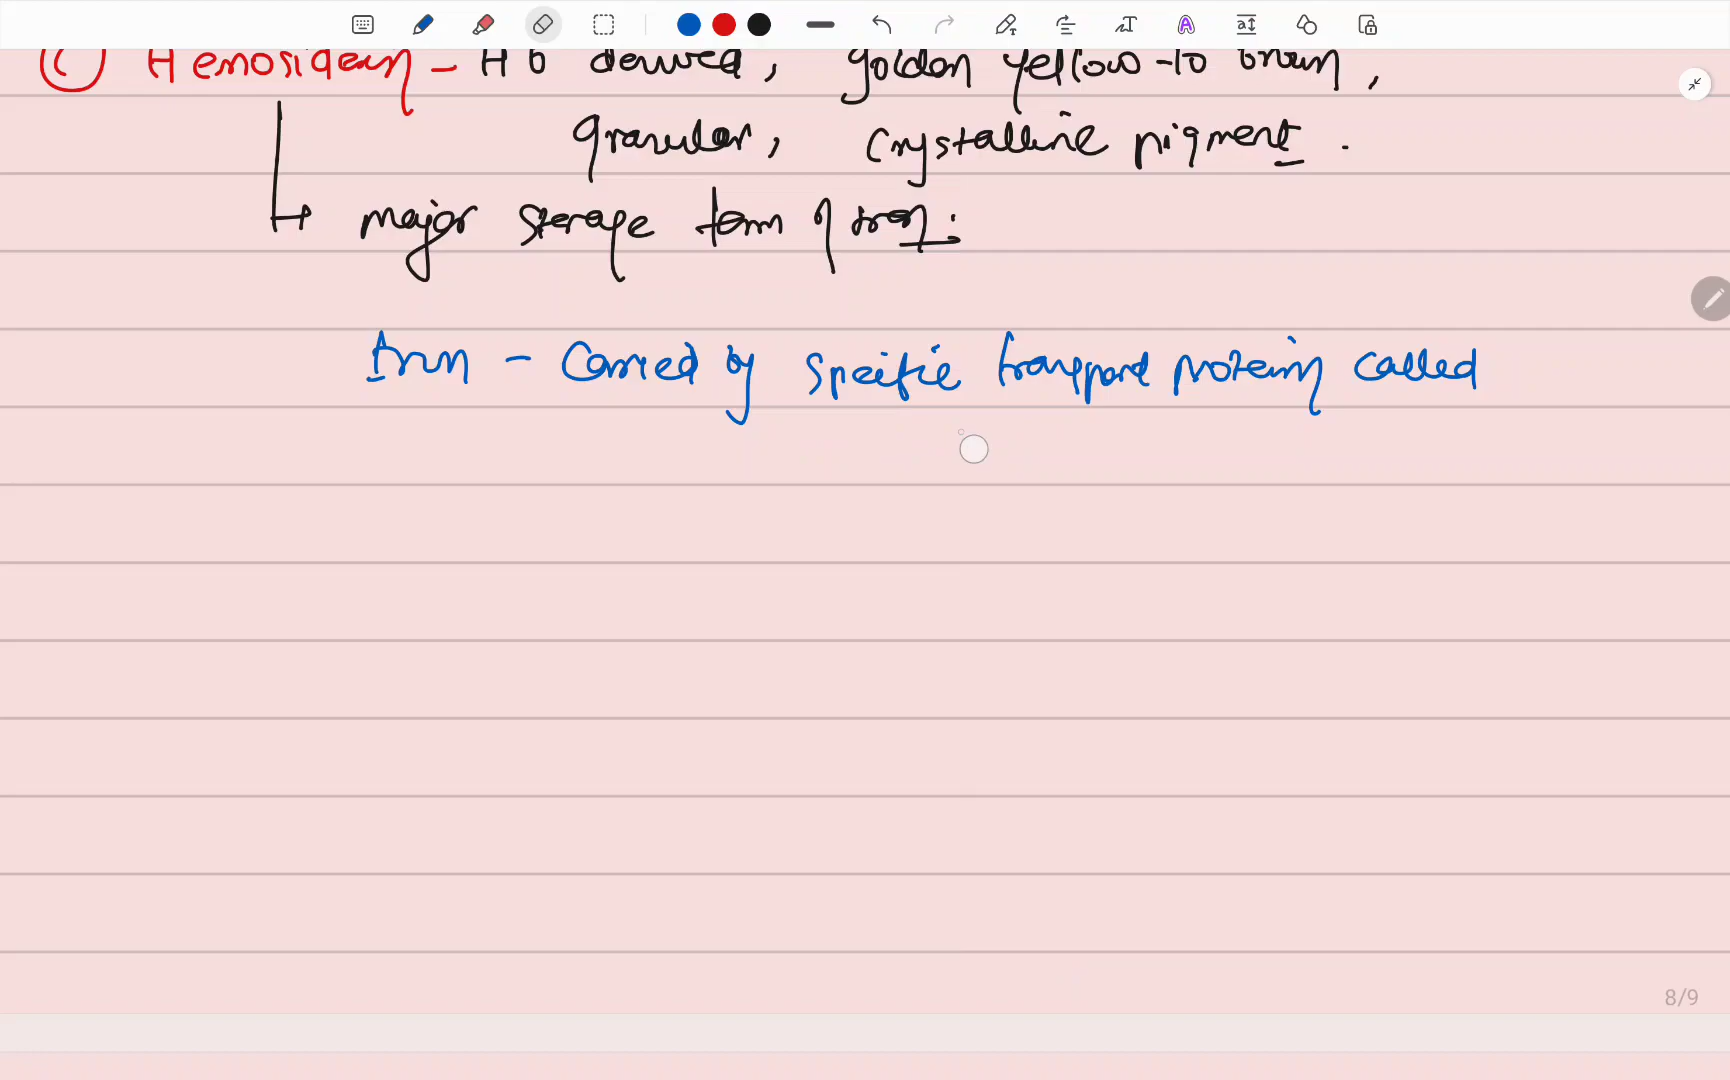 (C) Hemosiderin - Hb derived, golden yellow-to brown,
granular, crystalline pigment.
↳ major storage form of iron.
Iron - Carried by specific transport proteins called
8/9